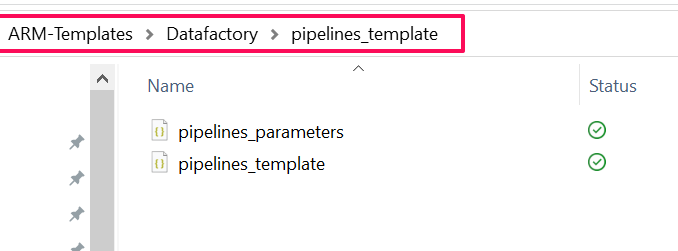 ARM-Templates > Datafactory > pipelines_template
Name Status
pipelines_parameters
pipelines_template